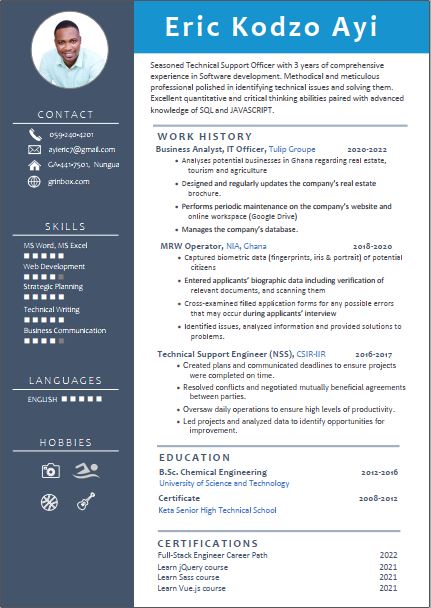 Eric Kodzo Ayi
Seasoned Technical Support Officer with 3 years of comprehensive
experience in Software development. Methodical and meticulous
professional polished in identifying technical issues and solving them.
Excellent quantitative and critical thinking abilities paired with advanced
knowledge of SQL and JAVASCRIPT.
CONTACT
059-240-4201
ayieric7@gmail.com
GA-441-7501, Nungua
grinbox.com
SKILLS
MS Word, MS Excel
Web Development
Strategic Planning
Technical Writing
Business Communication
LANGUAGES
ENGLISH
HOBBIES
WORK HISTORY
Business Analyst, IT Officer, Tulip Groupe 2020-2022
• Analyses potential businesses in Ghana regarding real estate,
tourism and agriculture
• Designed and regularly updates the company's real estate
brochure.
• Performs periodic maintenance on the company's website and
online workspace (Google Drive)
• Manages the company's database.
MRW Operator, NIA, Ghana 2018-2020
• Captured biometric data (fingerprints, iris & portrait) of potential
citizens
• Entered applicants' biographic data including verification of
relevant documents, and scanning them
• Cross-examined filled application forms for any possible errors
that may occur during applicants' interview
• Identified issues, analyzed information and provided solutions to
problems.
Technical Support Engineer (NSS), CSIR-IIR 2016-2017
• Created plans and communicated deadlines to ensure projects
were completed on time.
• Resolved conflicts and negotiated mutually beneficial agreements
between parties.
• Oversaw daily operations to ensure high levels of productivity.
• Led projects and analyzed data to identify opportunities for
improvement.
EDUCATION
B.Sc. Chemical Engineering 2012-2016
University of Science and Technology
Certificate 2008-2012
Keta Senior High Technical School
CERTIFICATIONS
Full-Stack Engineer Career Path 2022
Learn jQuery course 2021
Learn Sass course 2021
Learn Vue.js course 2021